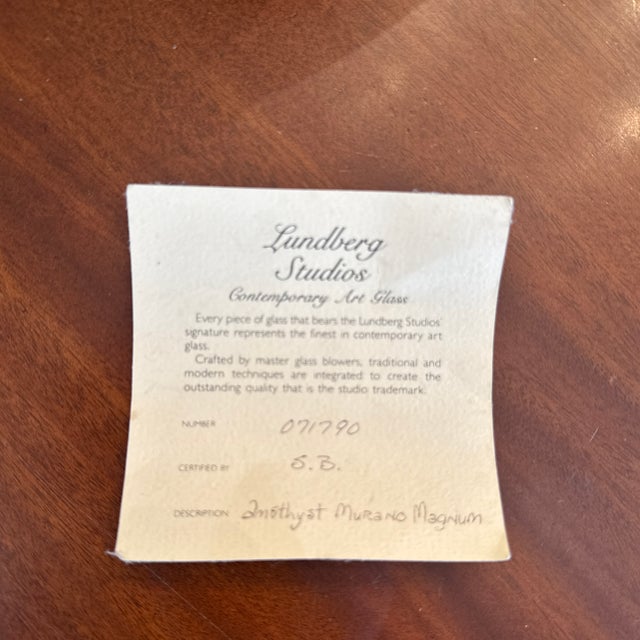 Lundberg
Studios
Contemporary Art Glass
Every piece of glass that bears the Lundberg Studios
signature represents the finest in contemporary art
glass.
Crafted by master glass blowers, traditional and
modern techniques are integrated to create the
outstanding quality that is the studio trademark.
NUMBER 071790
CERTIFIED BY S.B.
DESCRIPTION Amethyst Murano Magnum